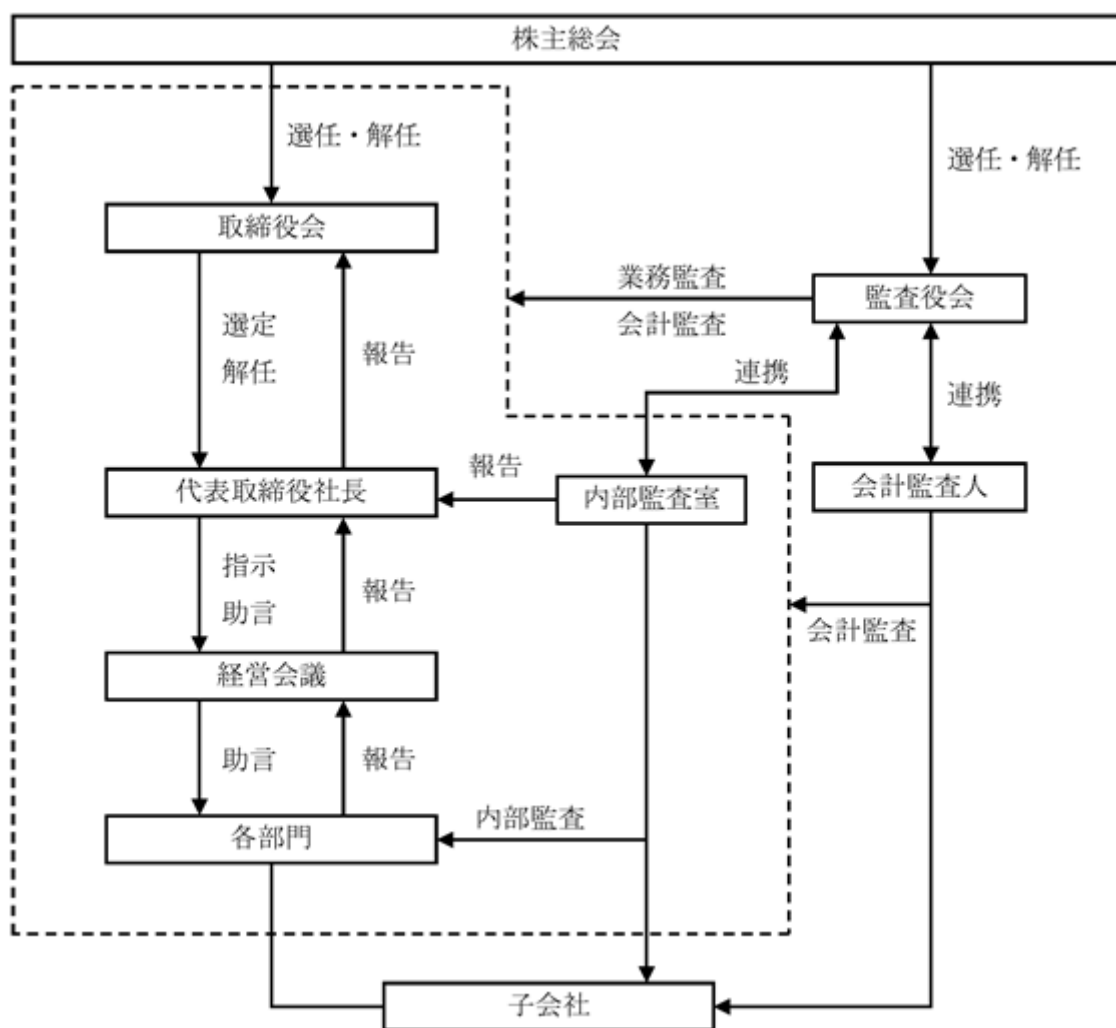 株主総会
選任・解任
選任・解任
取締役会
業務監査
監査役会
会計監査
選定
解任
報告
連携
連携
報告
代表取締役社長
内部監査室
会計監査人
指示
助言
報告
会計監査
経営会議
助言
報告
内部監査
各部門
子会社